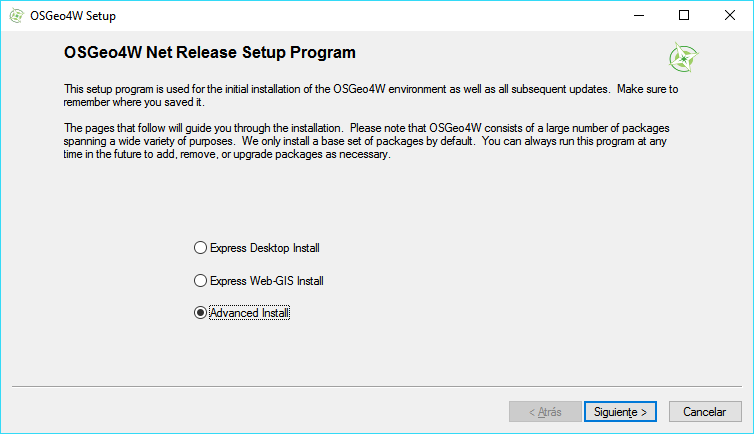 OSGeo4W Setup
OSGeo4W Net Release Setup Program
This setup program is used for the initial installation of the OSGeo4W environment as well as all subsequent updates.  Make sure to
remember where you saved it.
The pages that follow will guide you through the installation.  Please note that OSGeo4W consists of a large number of packages
spanning a wide variety of purposes.  We only install a base set of packages by default.  You can always run this program at any
time in the future to add, remove, or upgrade packages as necessary.
Express Desktop Install
Express Web-GIS Install
Advanced Install
< Atrás
Siguiente >
Cancelar